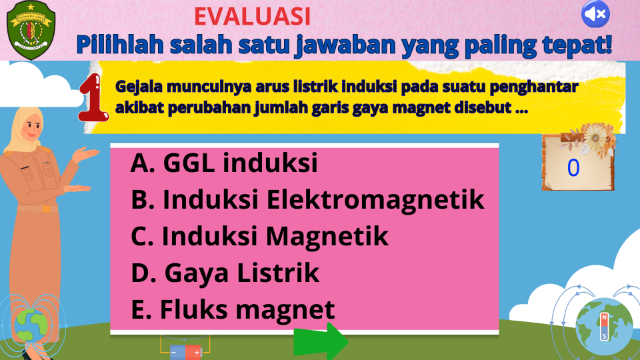 EVALUASI
Pilihlah salah satu jawaban yang paling tepat!
1
Gejala munculnya arus listrik induksi pada suatu penghantar
akibat perubahan jumlah garis gaya magnet disebut ...
0
A. GGL induksi
B. Induksi Elektromagnetik
C. Induksi Magnetik
D. Gaya Listrik
E. Fluks magnet
N
S